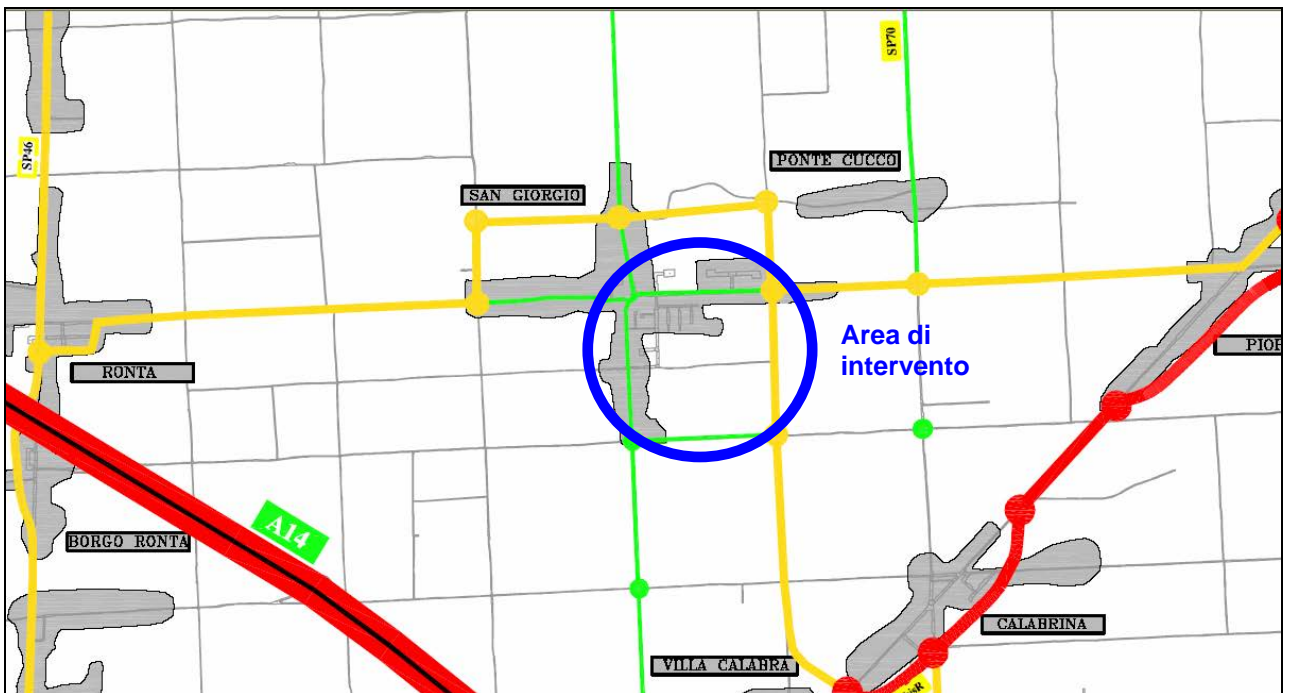 SP70
SP46
PONTE CUCCO
SAN GIORGIO
Area di
intervento
RONTA
A14
BORGO RONTA
CALABRINA
VILLA CALABRA